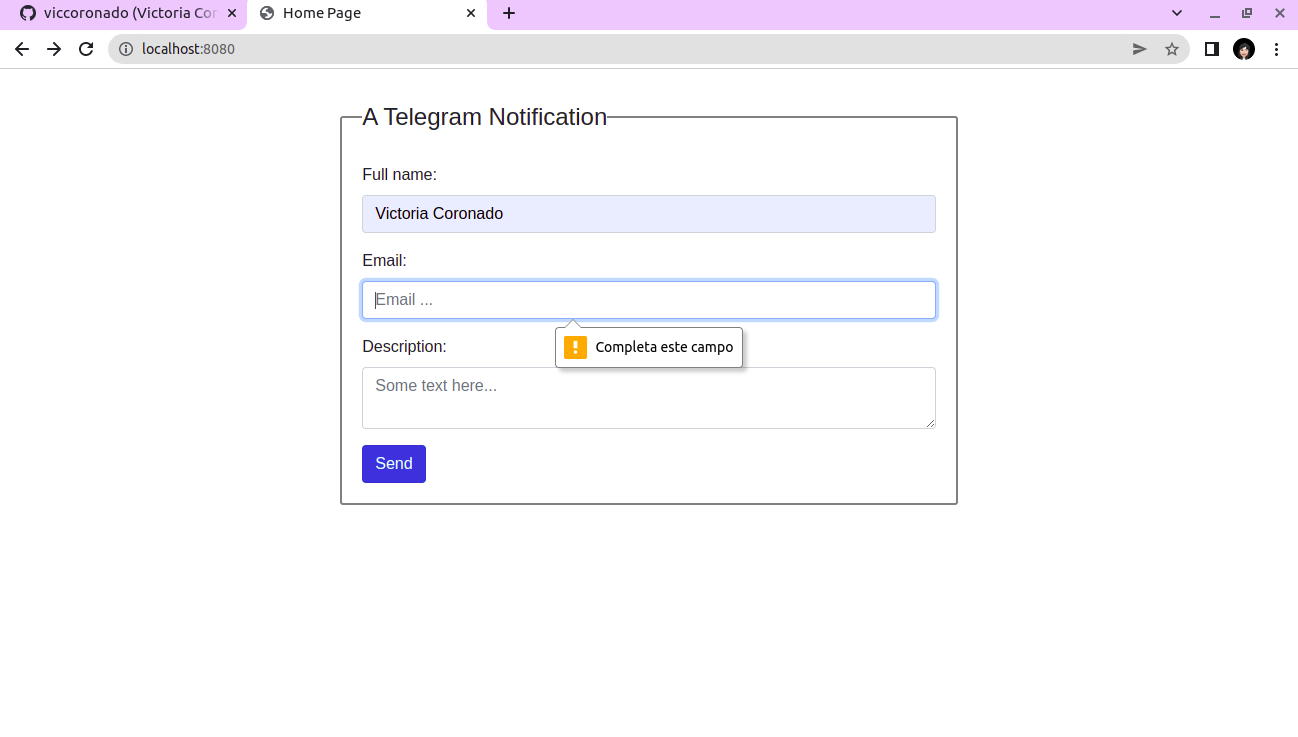 viccoronado (Victoria Cor
Home Page
localhost:8080
A Telegram Notification
Full name:
Victoria Coronado
Email:
Email ...
Description:
Completa este campo
Some text here...
Send